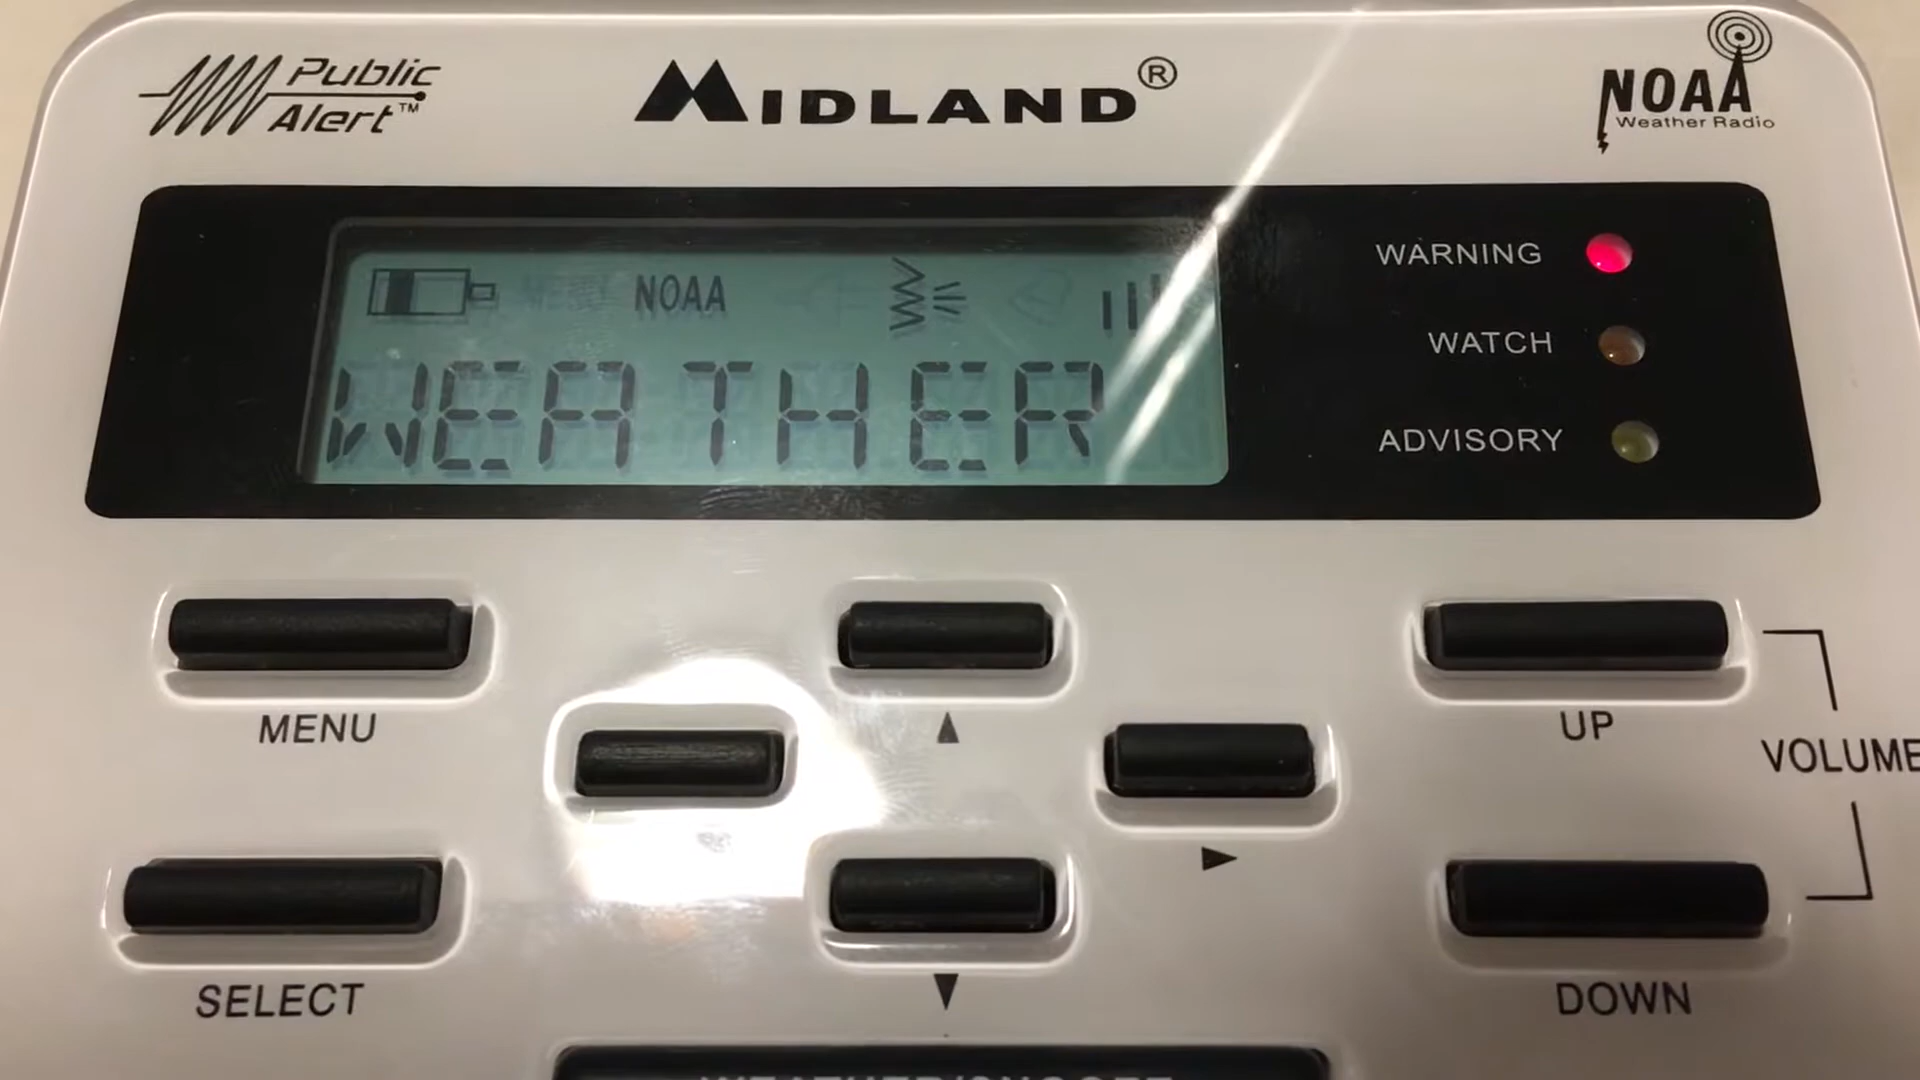 Public
Alert™
MIDLAND®
NOAA
Weather Radio
NOAA
WEATHER
WARNING
WATCH
ADVISORY
MENU
UP
VOLUME
SELECT
DOWN